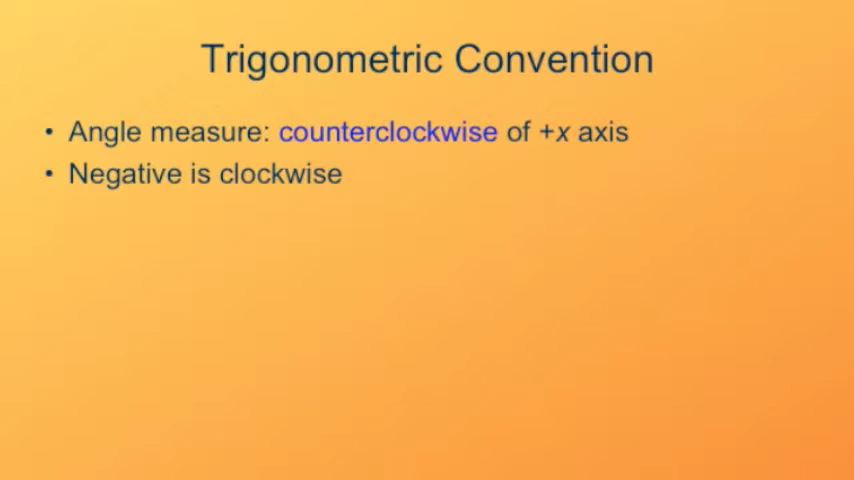 Trigonometric Convention
• Angle measure: counterclockwise of +x axis
• Negative is clockwise